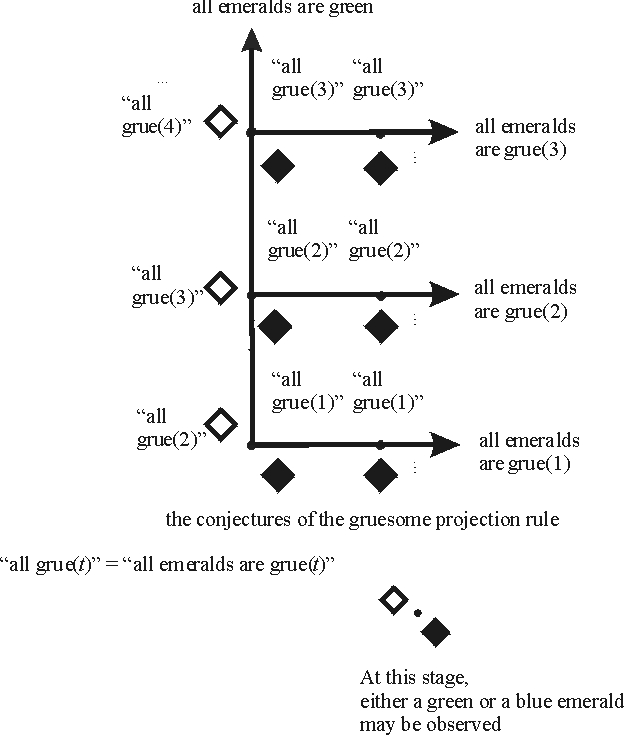 all emeralds are green
...
“all
grue(3)”
“all
grue(3)”
“all
grue(4)”
all emeralds
are grue(3)
...
“all
grue(2)”
“all
grue(2)”
“all
grue(3)”
all emeralds
are grue(2)
...
“all
grue(1)”
“all
grue(1)”
“all
grue(2)”
all emeralds
are grue(1)
...
the conjectures of the gruesome projection rule
“all grue(t)” = “all emeralds are grue(t)”
At this stage,
either a green or a blue emerald
may be observed